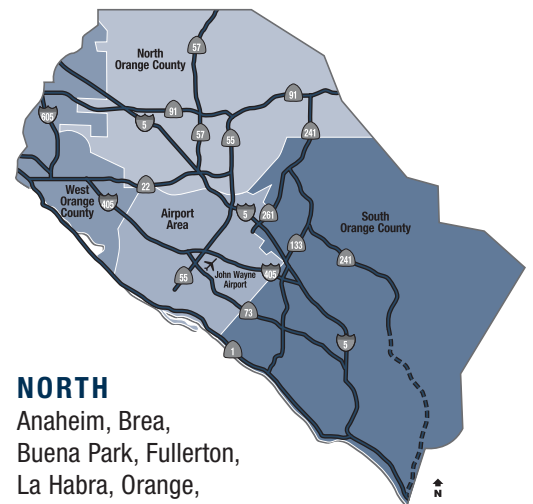 57
North
Orange County
91
91
605
5
57
55
241
22
West
Orange
County
405
Airport
Area
5
261
South
Orange County
133
241
John Wayne
Airport
405
55
73
5
1
NORTH
Anaheim, Brea,
Buena Park, Fullerton,
La Habra, Orange,
N